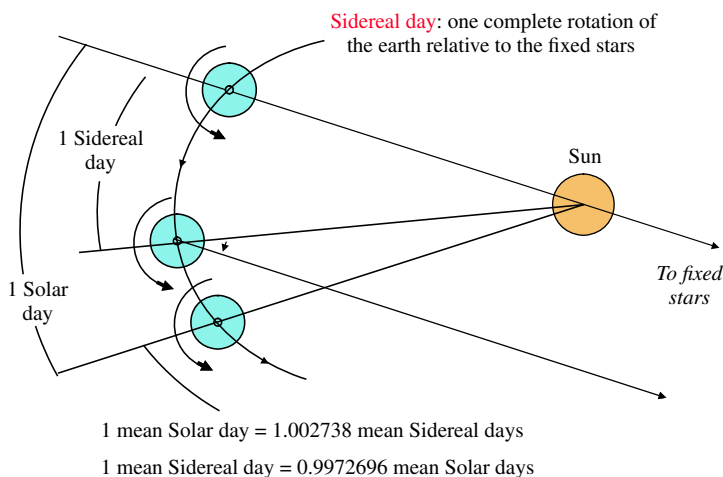 Sidereal day: one complete rotation of
the earth relative to the fixed stars
1 Sidereal
day
Sun
To fixed
stars
1 Solar
day
1 mean Solar day = 1.002738 mean Sidereal days
1 mean Sidereal day = 0.9972696 mean Solar days